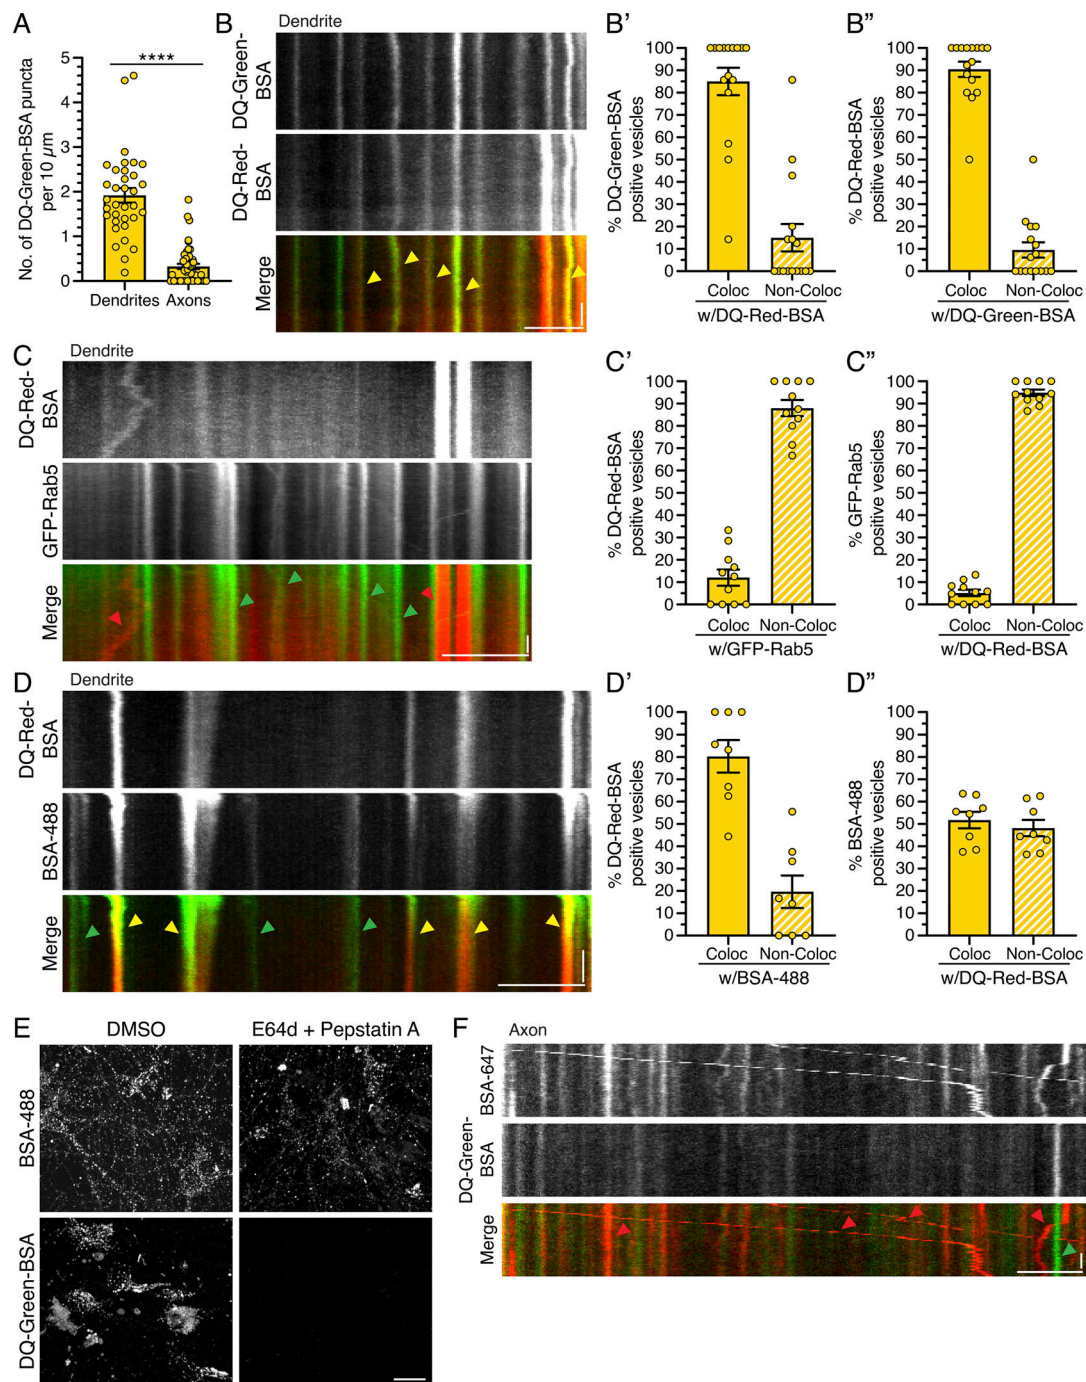 A
No. of DQ-Green-BSA puncta
per 10 µm
5
4
3
2
1
0
****
Dendrites Axons
B
Dendrite
DQ-Green-
BSA
DQ-Red-
BSA
Merge
B'
% DQ-Green-BSA
positive vesicles
100
90
80
70
60
50
40
30
20
10
0
Coloc Non-Coloc
w/DQ-Red-BSA
B"
% DQ-Red-BSA
positive vesicles
100
90
80
70
60
50
40
30
20
10
0
Coloc Non-Coloc
w/DQ-Green-BSA
C
Dendrite
DQ-Red-
BSA
GFP-Rab5
Merge
C'
% DQ-Red-BSA
positive vesicles
100
90
80
70
60
50
40
30
20
10
0
Coloc Non-Coloc
w/GFP-Rab5
C"
% GFP-Rab5
positive vesicles
100
90
80
70
60
50
40
30
20
10
0
Coloc Non-Coloc
w/DQ-Red-BSA
D
Dendrite
DQ-Red-
BSA
BSA-488
Merge
D'
% DQ-Red-BSA
positive vesicles
100
90
80
70
60
50
40
30
20
10
0
Coloc Non-Coloc
w/BSA-488
D"
% BSA-488
positive vesicles
100
90
80
70
60
50
40
30
20
10
0
Coloc Non-Coloc
w/DQ-Red-BSA
E
DMSO
E64d + Pepstatin A
BSA-488
DQ-Green-BSA
F
Axon
BSA-647
DQ-Green-
BSA
Merge